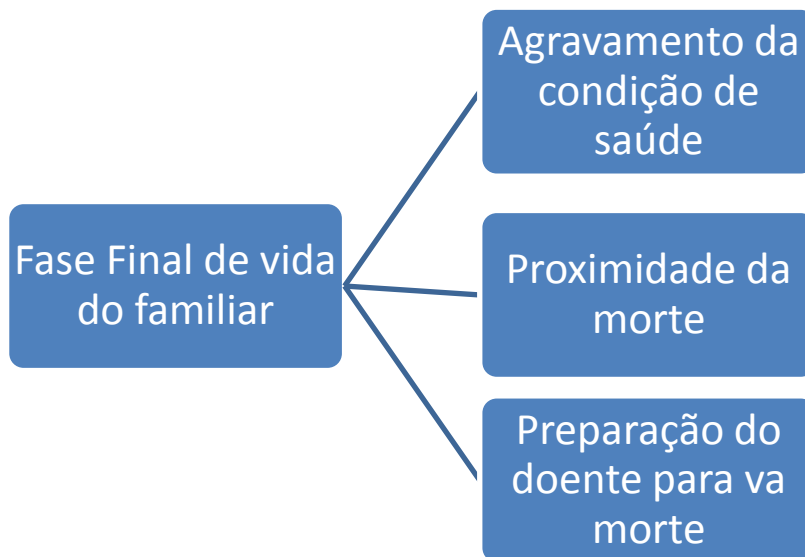 Agravamento da
condição de
saúde
Fase Final de vida
do familiar
Proximidade da
morte
Preparação do
doente para va
morte